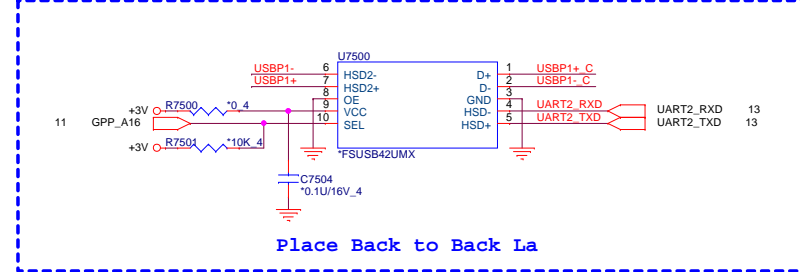 U7500
USBP1- 6 HSD2- D+ 1 USBP1+_C
USBP1+ 7 HSD2+ D- 2 USBP1-_C
8 OE GND 3
+3V R7500 *0_4 9 VCC HSD- 4 UART2_RXD UART2_RXD 13
11 GPP_A16 10 SEL HSD+ 5 UART2_TXD UART2_TXD 13
+3V R7501 *10K_4
*FSUSB42UMX
C7504
*0.1U/16V_4
Place Back to Back La